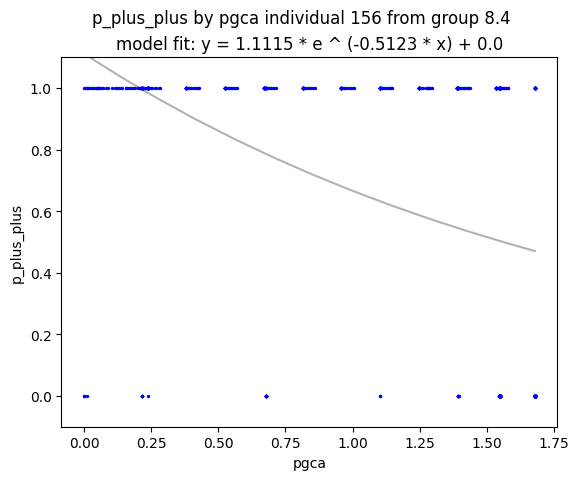 p_plus_plus by pgca individual 156 from group 8.4
model fit: y = 1.1115 * e ^ (-0.5123 * x) + 0.0
1.0
0.8
0.6
0.4
0.2
0.0
p_plus_plus
0.00 0.25 0.50 0.75 1.00 1.25 1.50 1.75
pgca